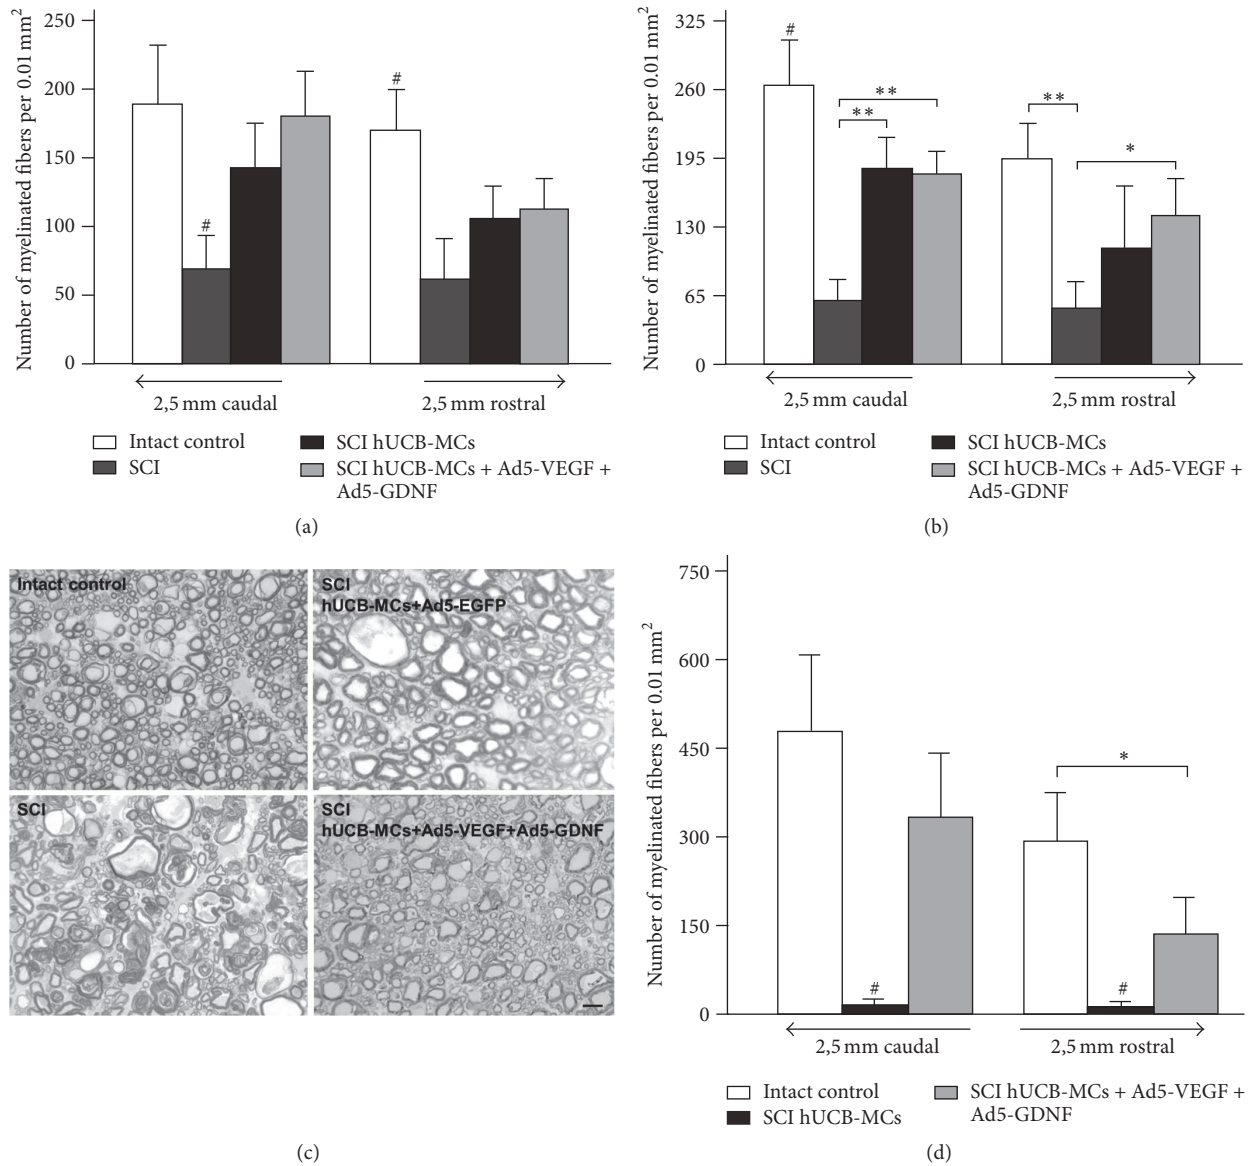 Number of myelinated fibers per 0.01 mm²
250
200
150
100
50
0
#
#
2,5 mm caudal
2,5 mm rostral
Intact control
SCI
SCI hUCB-MCs
SCI hUCB-MCs + Ad5-VEGF +
Ad5-GDNF
(a)
Number of myelinated fibers per 0.01 mm²
325
260
195
130
65
0
#
**
**
**
*
2,5 mm caudal
2,5 mm rostral
Intact control
SCI
SCI hUCB-MCs
SCI hUCB-MCs + Ad5-VEGF +
Ad5-GDNF
(b)
Intact control
SCI
hUCB-MCs+Ad5-EGFP
SCI
SCI
hUCB-MCs+Ad5-VEGF+Ad5-GDNF
(c)
Number of myelinated fibers per 0.01 mm²
750
600
450
300
150
0
#
#
*
2,5 mm caudal
2,5 mm rostral
Intact control
SCI hUCB-MCs
SCI hUCB-MCs + Ad5-VEGF +
Ad5-GDNF
(d)